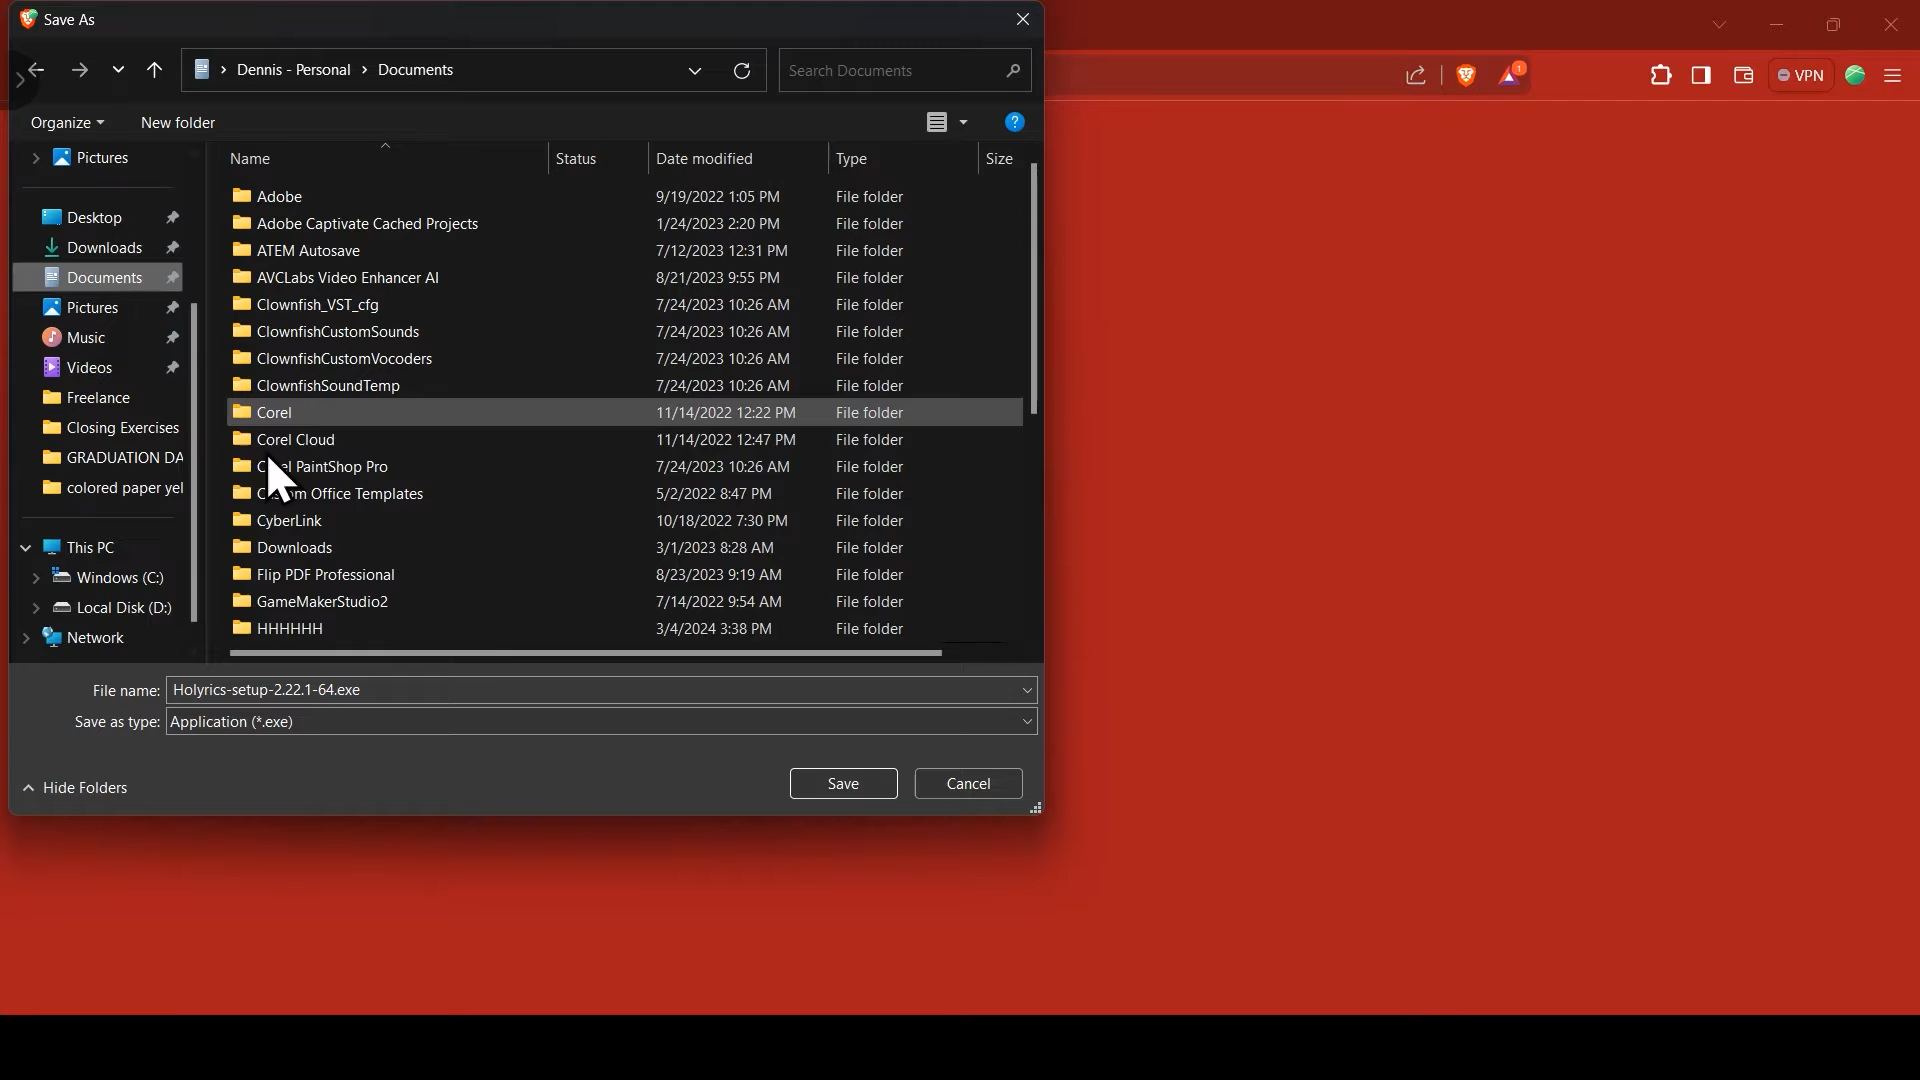 Save As
Dennis - Personal > Documents
Search Documents
1
VPN
Organize
New folder
?
Name Status Date modified Type Size
Pictures
Desktop
Downloads
Documents
Pictures
Music
Videos
Freelance
Closing Exercises
GRADUATION DA
colored paper yel
This PC
Windows (C:)
Local Disk (D:)
Network
Adobe 9/19/2022 1:05 PM File folder
Adobe Captivate Cached Projects 1/24/2023 2:20 PM File folder
ATEM Autosave 7/12/2023 12:31 PM File folder
AVCLabs Video Enhancer AI 8/21/2023 9:55 PM File folder
Clownfish_VST_cfg 7/24/2023 10:26 AM File folder
ClownfishCustomSounds 7/24/2023 10:26 AM File folder
ClownfishCustomVocoders 7/24/2023 10:26 AM File folder
ClownfishSoundTemp 7/24/2023 10:26 AM File folder
Corel 11/14/2022 12:22 PM File folder
Corel Cloud 11/14/2022 12:47 PM File folder
PaintShop Pro 7/24/2023 10:26 AM File folder
Office Templates 5/2/2022 8:47 PM File folder
CyberLink 10/18/2022 7:30 PM File folder
Downloads 3/1/2023 8:28 AM File folder
Flip PDF Professional 8/23/2023 9:19 AM File folder
GameMakerStudio2 7/14/2022 9:54 AM File folder
HHHHHH 3/4/2024 3:38 PM File folder
File name: Holyrics-setup-2.22.1-64.exe
Save as type: Application (*.exe)
Hide Folders
Save
Cancel